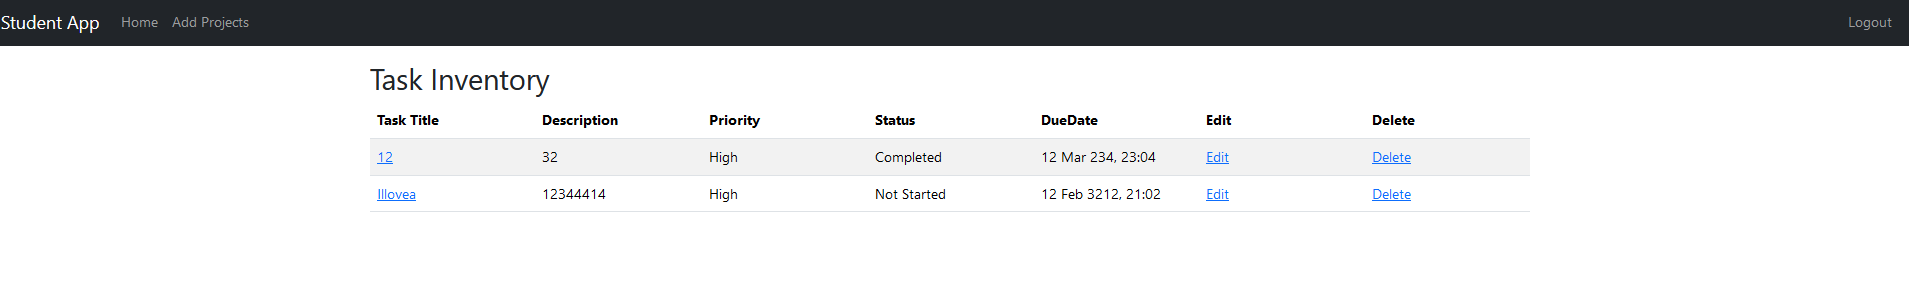 Student App Home Add Projects Logout
Task Inventory
Task Title Description Priority Status DueDate Edit Delete
12 32 High Completed 12 Mar 234, 23:04 Edit Delete
Illovea 12344414 High Not Started 12 Feb 3212, 21:02 Edit Delete